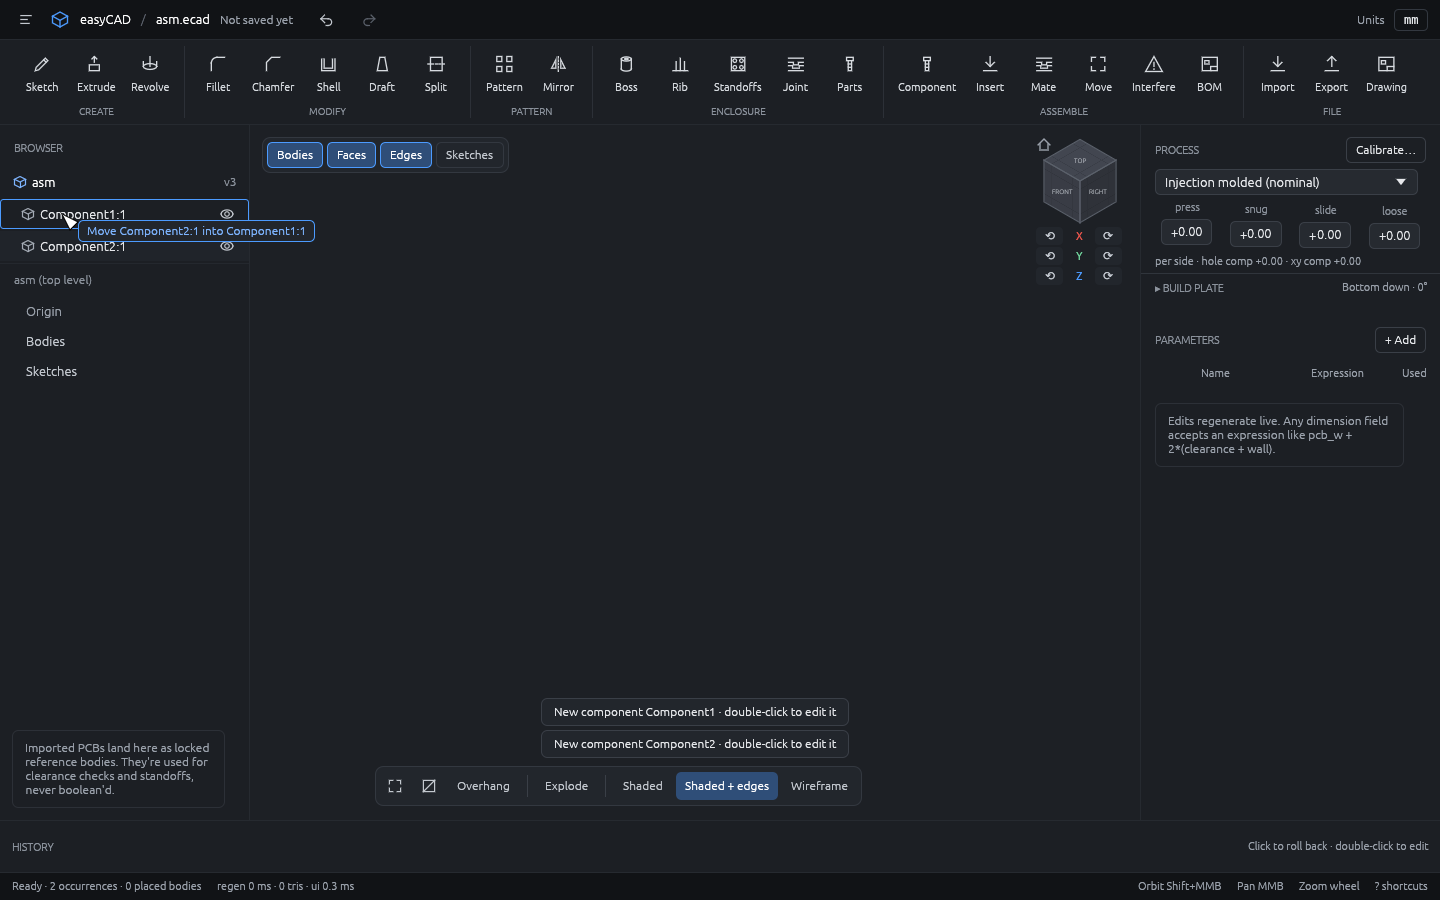 easyCAD / asm.ecad Not saved yet
Units mm
Sketch Extrude Revolve Fillet Chamfer Shell Draft Split Pattern Mirror Boss Rib Standoffs Joint Parts Component Insert Mate Move Interfere BOM Import Export Drawing
CREATE MODIFY PATTERN ENCLOSURE ASSEMBLE FILE
BROWSER
asm v3
Component1:1
Move Component2:1 into Component1:1
Component2:1
asm (top level)
Origin
Bodies
Sketches
Imported PCBs land here as locked
reference bodies. They're used for
clearance checks and standoffs,
never boolean'd.
Bodies Faces Edges Sketches
TOP
FRONT RIGHT
⟲ X ⟳
⟲ Y ⟳
⟲ Z ⟳
New component Component1 · double-click to edit it
New component Component2 · double-click to edit it
Overhang Explode Shaded Shaded + edges Wireframe
PROCESS Calibrate...
Injection molded (nominal)
press snug slide loose
+0.00 +0.00 +0.00 +0.00
per side · hole comp +0.00 · xy comp +0.00
▸ BUILD PLATE Bottom down · 0°
PARAMETERS + Add
Name Expression Used
Edits regenerate live. Any dimension field
accepts an expression like pcb_w +
2*(clearance + wall).
HISTORY Click to roll back · double-click to edit
Ready · 2 occurrences · 0 placed bodies regen 0 ms · 0 tris · ui 0.3 ms
Orbit Shift+MMB Pan MMB Zoom wheel ? shortcuts